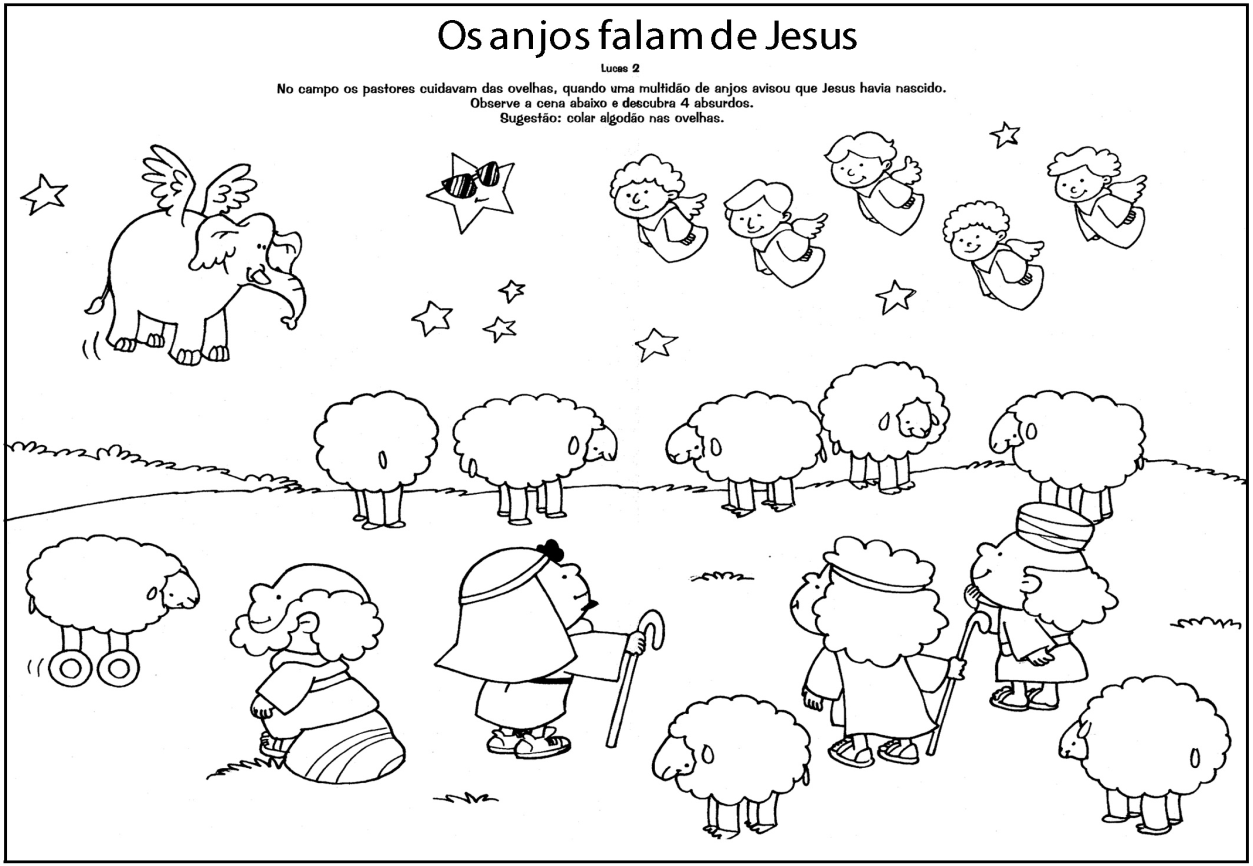 Os anjos falam de Jesus
Lucas 2
No campo os pastores cuidavam das ovelhas, quando uma multidão de anjos avisou que Jesus havia nascido.
Observe a cena abaixo e descubra 4 absurdos.
Sugestão: colar algodão nas ovelhas.